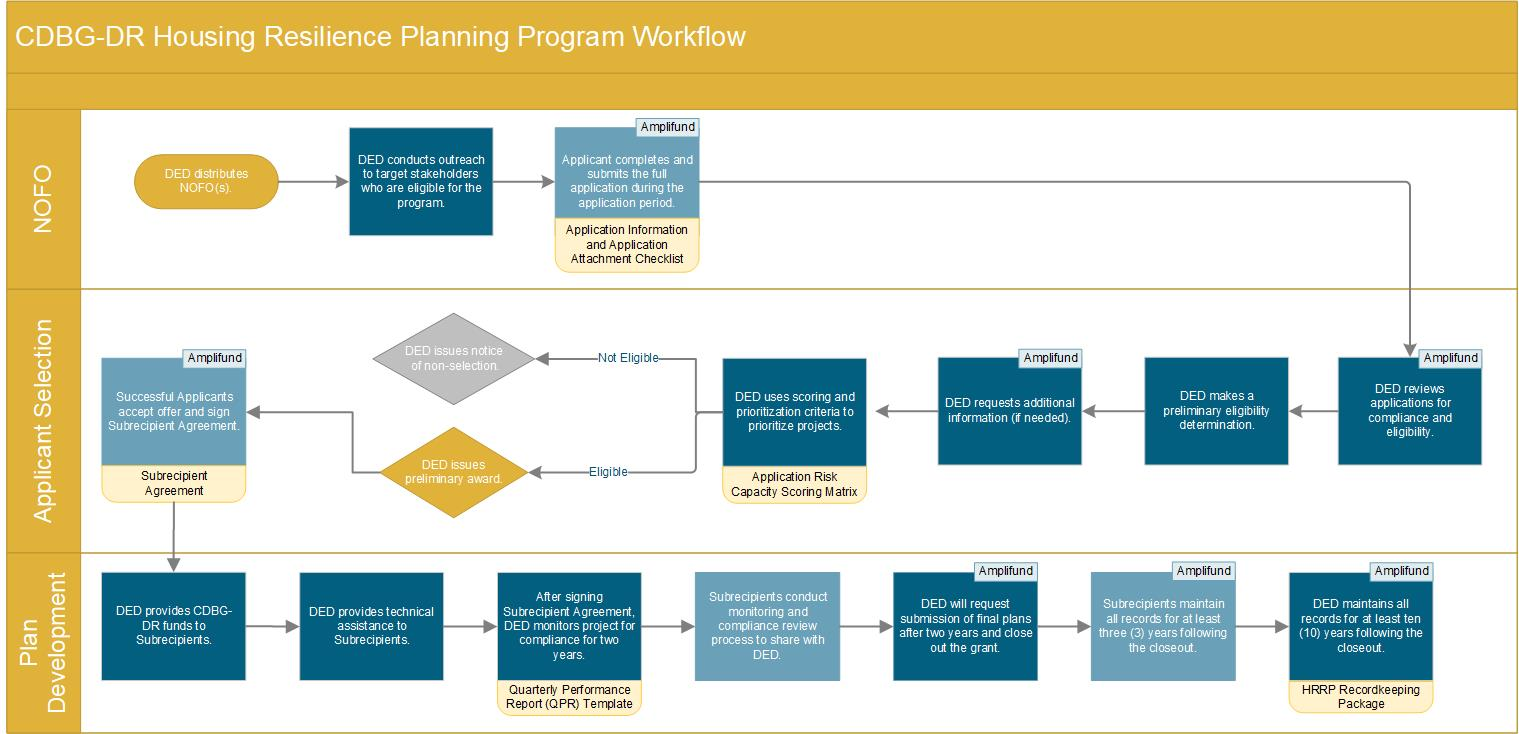 CDBG-DR Housing Resilience Planning Program Workflow
NOFO
DED distributes
NOFO(s).
DED conducts outreach
to target stakeholders
who are eligible for the
program.
Amplifund
Applicant completes and
submits the full
application during the
application period.
Application Information
and Application
Attachment Checklist
Applicant Selection
Amplifund
DED reviews
applications for
compliance and
eligibility.
DED makes a
preliminary eligibility
determination.
Amplifund
DED requests additional
information (if needed).
DED uses scoring and
prioritization criteria to
prioritize projects.
Application Risk
Capacity Scoring Matrix
Not Eligible
DED issues notice
of non-selection.
Eligible
DED issues
preliminary award.
Amplifund
Successful Applicants
accept offer and sign
Subrecipient Agreement.
Subrecipient
Agreement
Plan
Development
DED provides CDBG-
DR funds to
Subrecipients.
DED provides technical
assistance to
Subrecipients.
After signing
Subrecipient Agreement,
DED monitors project for
compliance for two
years.
Quarterly Performance
Report (QPR) Template
Subrecipients conduct
monitoring and
compliance review
process to share with
DED.
Amplifund
DED will request
submission of final plans
after two years and close
out the grant.
Amplifund
Subrecipients maintain
all records for at least
three (3) years following
the closeout.
Amplifund
DED maintains all
records for at least ten
(10) years following the
closeout.
HRRP Recordkeeping
Package